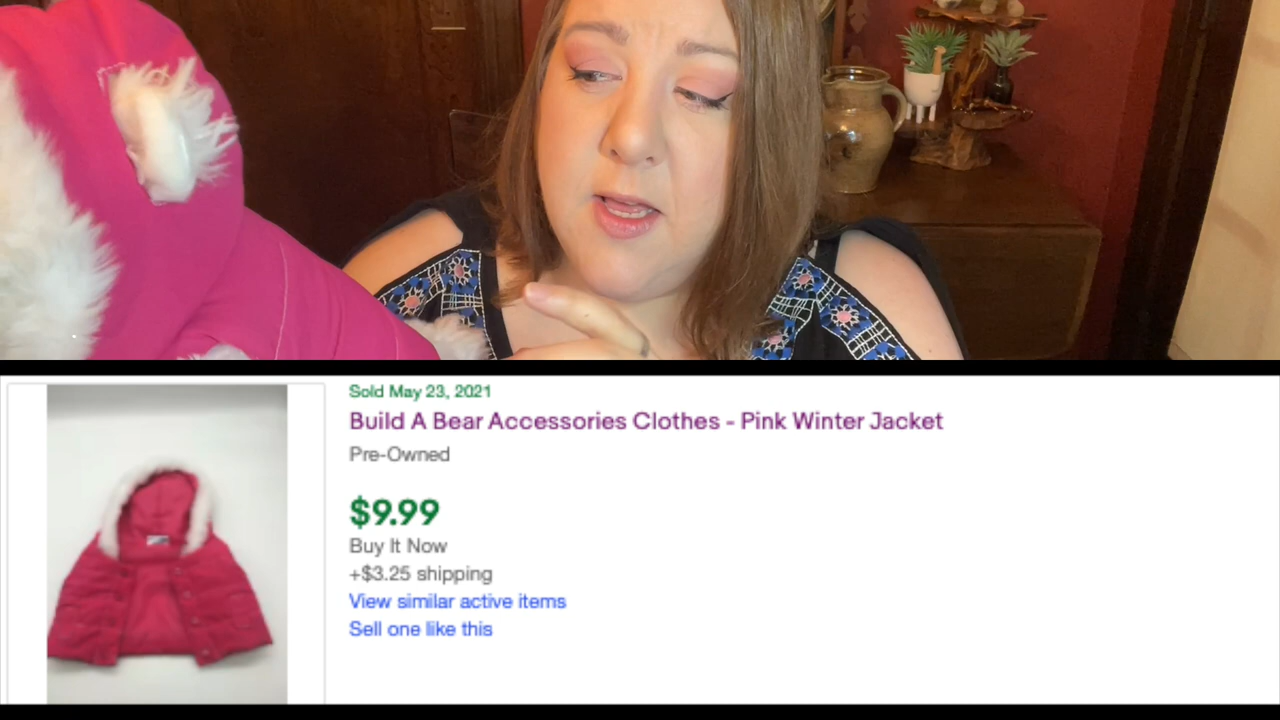 Sold May 23, 2021
Build A Bear Accessories Clothes - Pink Winter Jacket
Pre-Owned
$9.99
Buy It Now
+$3.25 shipping
View similar active items
Sell one like this